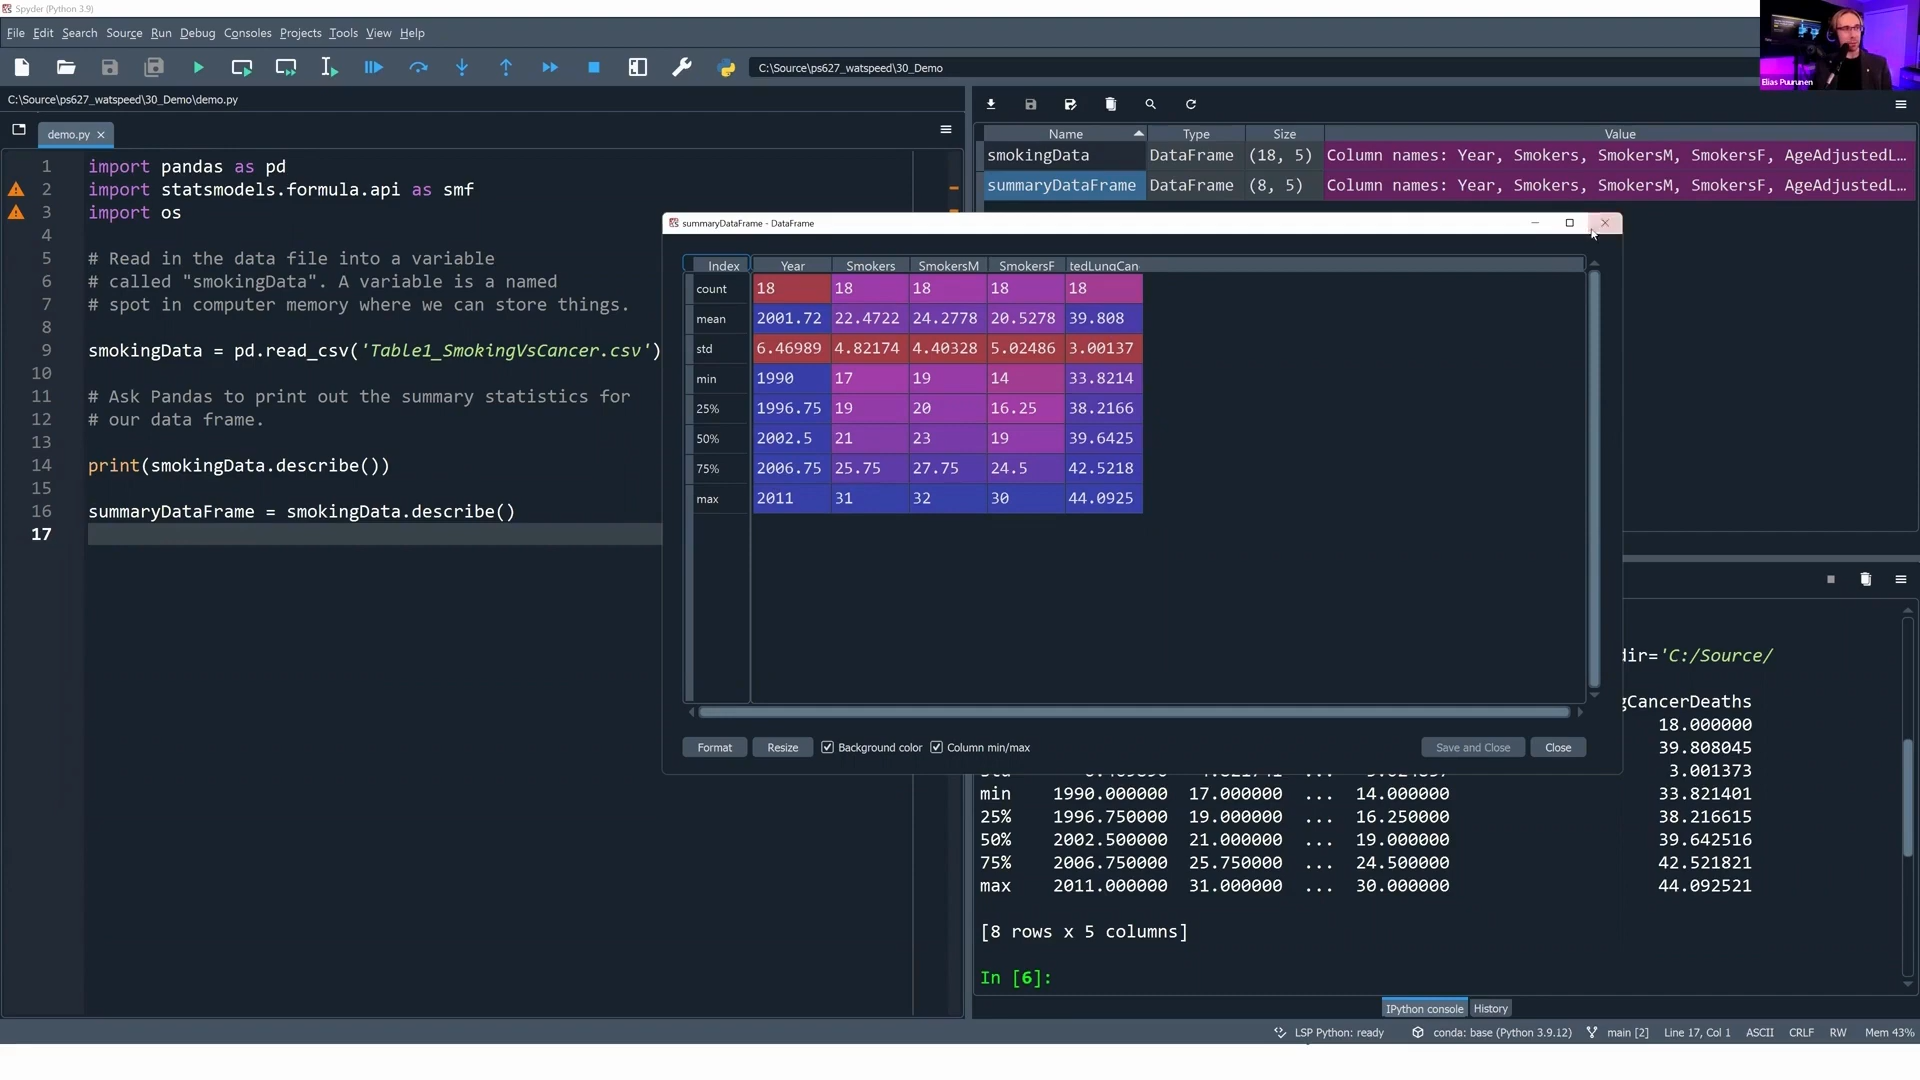 Spyder (Python 3.9)
File Edit Search Source Run Debug Consoles Projects Tools View Help
C:\Source\ps627_watspeed\30_Demo
Elias Puurunen
C:\Source\ps627_watspeed\30_Demo\demo.py
demo.py
1 import pandas as pd
2 import statsmodels.formula.api as smf
3 import os
4
5 # Read in the data file into a variable
6 # called "smokingData". A variable is a named
7 # spot in computer memory where we can store things.
8
9 smokingData = pd.read_csv('Table1_SmokingVsCancer.csv')
10
11 # Ask Pandas to print out the summary statistics for
12 # our data frame.
13
14 print(smokingData.describe())
15
16 summaryDataFrame = smokingData.describe()
17
Name Type Size Value
smokingData DataFrame (18, 5) Column names: Year, Smokers, SmokersM, SmokersF, AgeAdjustedL…
summaryDataFrame DataFrame (8, 5) Column names: Year, Smokers, SmokersM, SmokersF, AgeAdjustedL…
summaryDataFrame - DataFrame
Index Year Smokers SmokersM SmokersF tedLungCan
count 18 18 18 18 18
mean 2001.72 22.4722 24.2778 20.5278 39.808
std 6.46989 4.82174 4.40328 5.02486 3.00137
min 1990 17 19 14 33.8214
25% 1996.75 19 20 16.25 38.2166
50% 2002.5 21 23 19 39.6425
75% 2006.75 25.75 27.75 24.5 42.5218
max 2011 31 32 30 44.0925
Format Resize Background color Column min/max Save and Close Close
dir='C:/Source/
gCancerDeaths
18.000000
39.808045
3.001373
min 1990.000000 17.000000 ... 14.000000 33.821401
25% 1996.750000 19.000000 ... 16.250000 38.216615
50% 2002.500000 21.000000 ... 19.000000 39.642516
75% 2006.750000 25.750000 ... 24.500000 42.521821
max 2011.000000 31.000000 ... 30.000000 44.092521
[8 rows x 5 columns]
In [6]:
IPython console History
LSP Python: ready conda: base (Python 3.9.12) main [2] Line 17, Col 1 ASCII CRLF RW Mem 43%